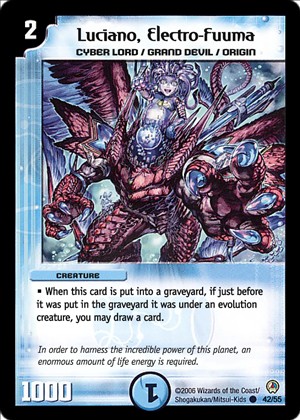 2
Luciano, Electro-Fuuma
CYBER LORD / GRAND DEVIL / ORIGIN
CREATURE
▪ When this card is put into a graveyard, if just before
it was put in the graveyard it was under an evolution
creature, you may draw a card.
In order to harness the incredible power of this planet, an
enormous amount of life energy is required.
1000
1
©2006 Wizards of the Coast/
Shogakukan/Mitsui-Kids ● 42/55